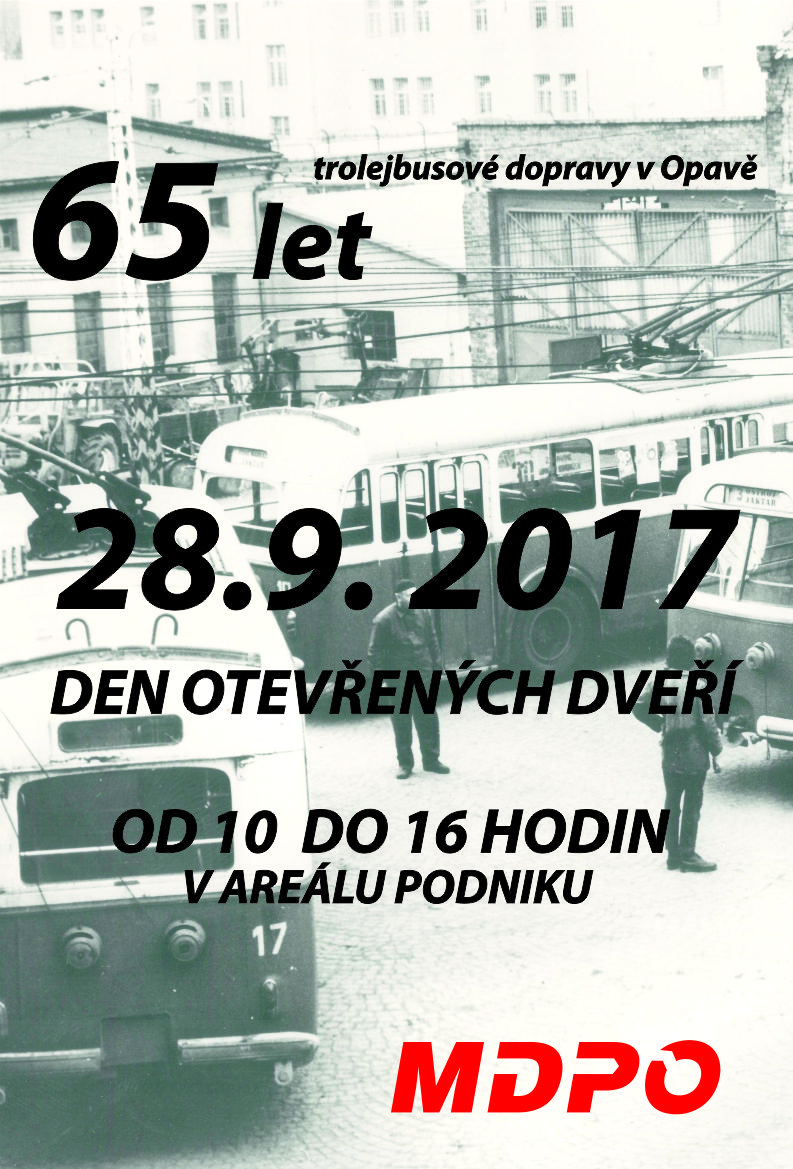 65 let
trolejbusové dopravy v Opavě
28.9. 2017
DEN OTEVŘENÝCH DVEŘÍ
OD 10 DO 16 HODIN
V AREÁLU PODNIKU
17
MDPO